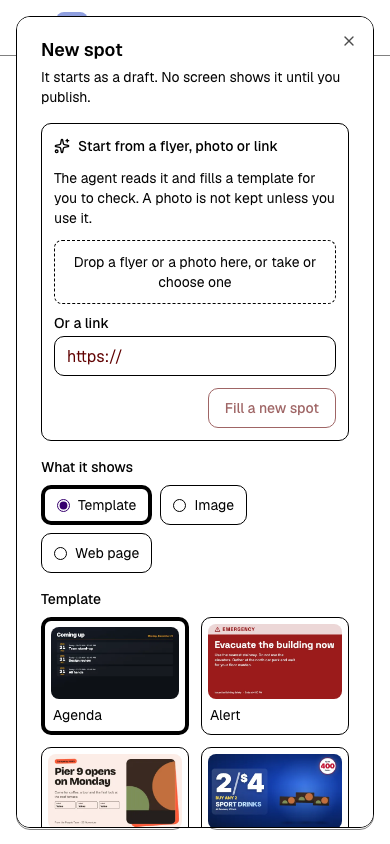 New spot
It starts as a draft. No screen shows it until you
publish.
Start from a flyer, photo or link
The agent reads it and fills a template for
you to check. A photo is not kept unless you
use it.
Drop a flyer or a photo here, or take or
choose one
Or a link
https://
Fill a new spot
What it shows
Template
Image
Web page
Template
Coming up
Agenda
EMERGENCY
Evacuate the building now
Alert
Pier 9 opens
on Monday
2/$4
BUY ANY 2
SPORT DRINKS
400